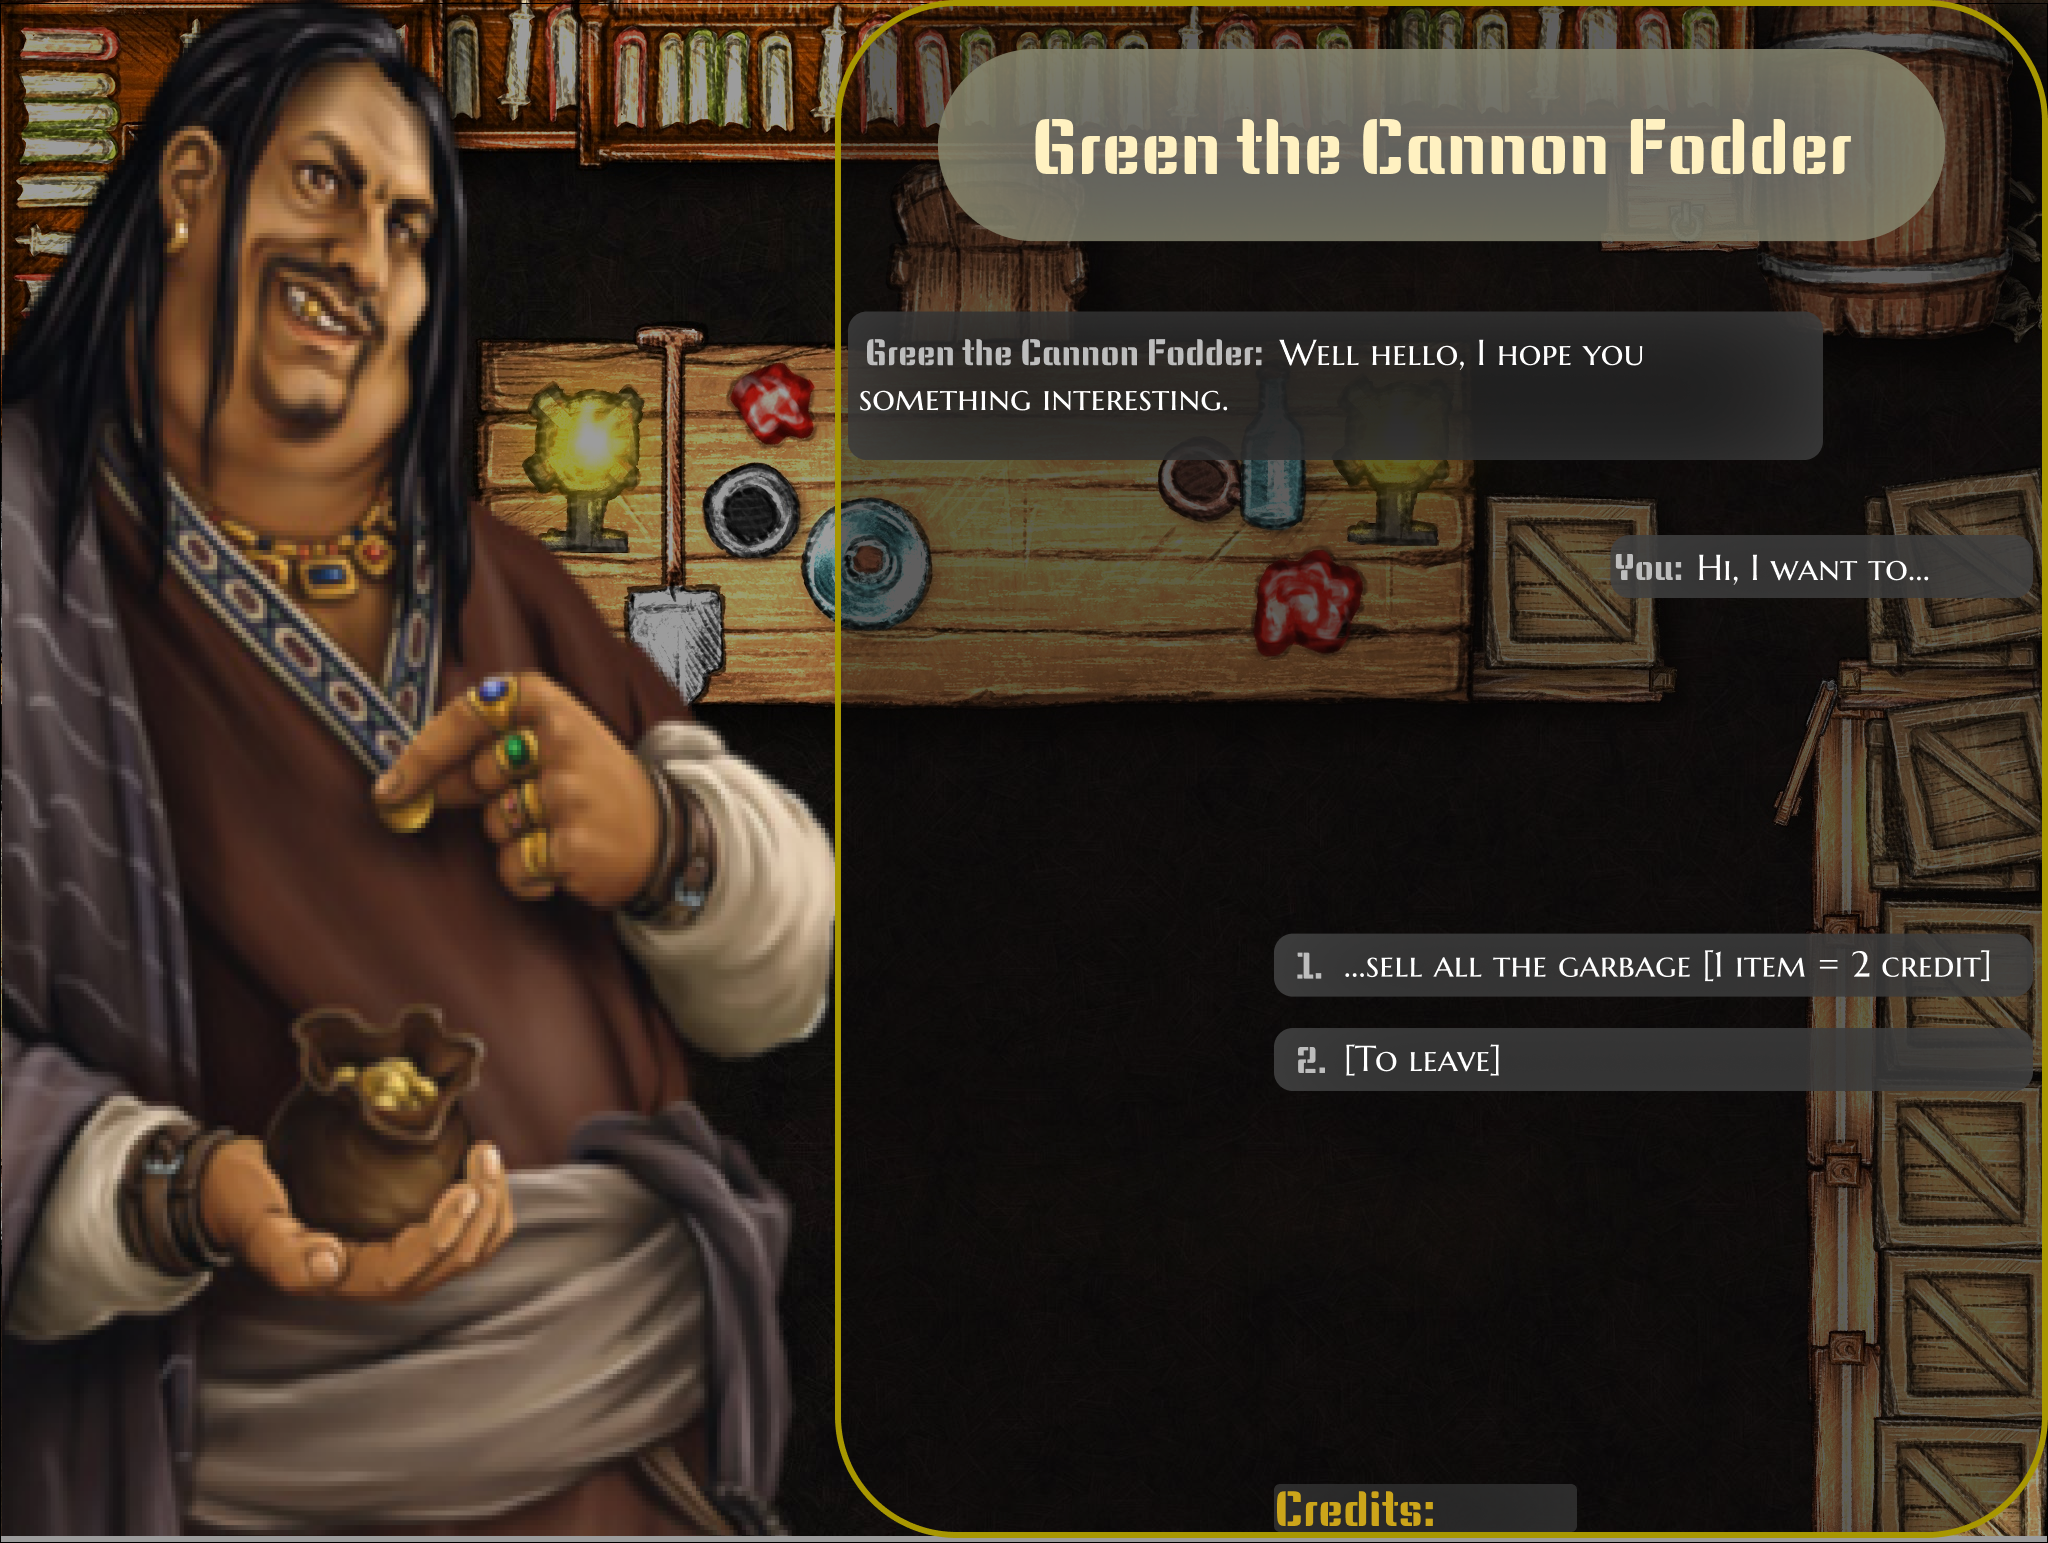 Green the Cannon Fodder
Green the Cannon Fodder: Well hello, I hope you
something interesting.
You: Hi, I want to...
1. ...sell all the garbage [1 item = 2 credit]
2. [To leave]
Credits: